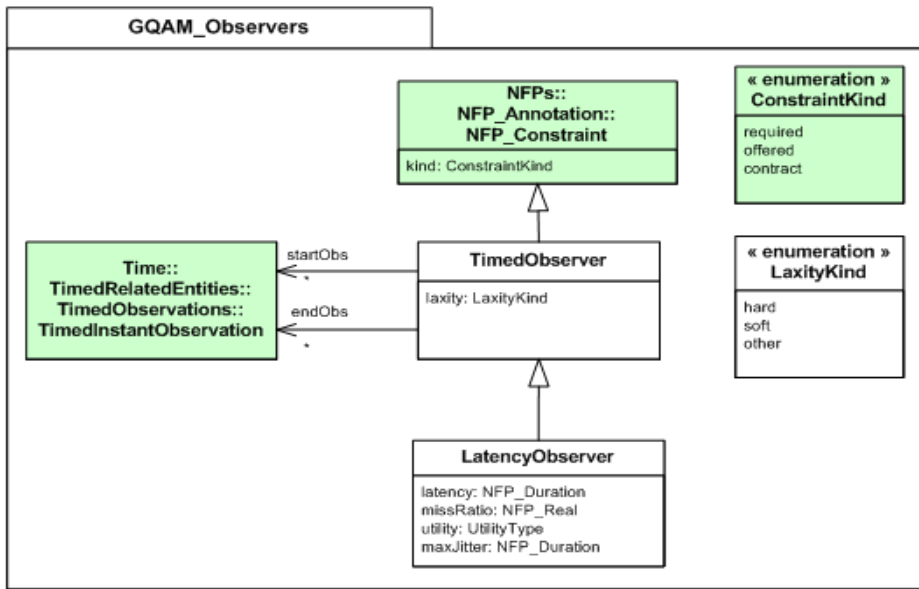 GQAM_Observers
NFPs::
NFP_Annotation::
NFP_Constraint
kind: ConstraintKind
« enumeration »
ConstraintKind
required
offered
contract
Time::
TimedRelatedEntities::
TimedObservations::
TimedInstantObservation
startObs
*
endObs
*
TimedObserver
laxity: LaxityKind
« enumeration »
LaxityKind
hard
soft
other
LatencyObserver
latency: NFP_Duration
missRatio: NFP_Real
utility: UtilityType
maxJitter: NFP_Duration